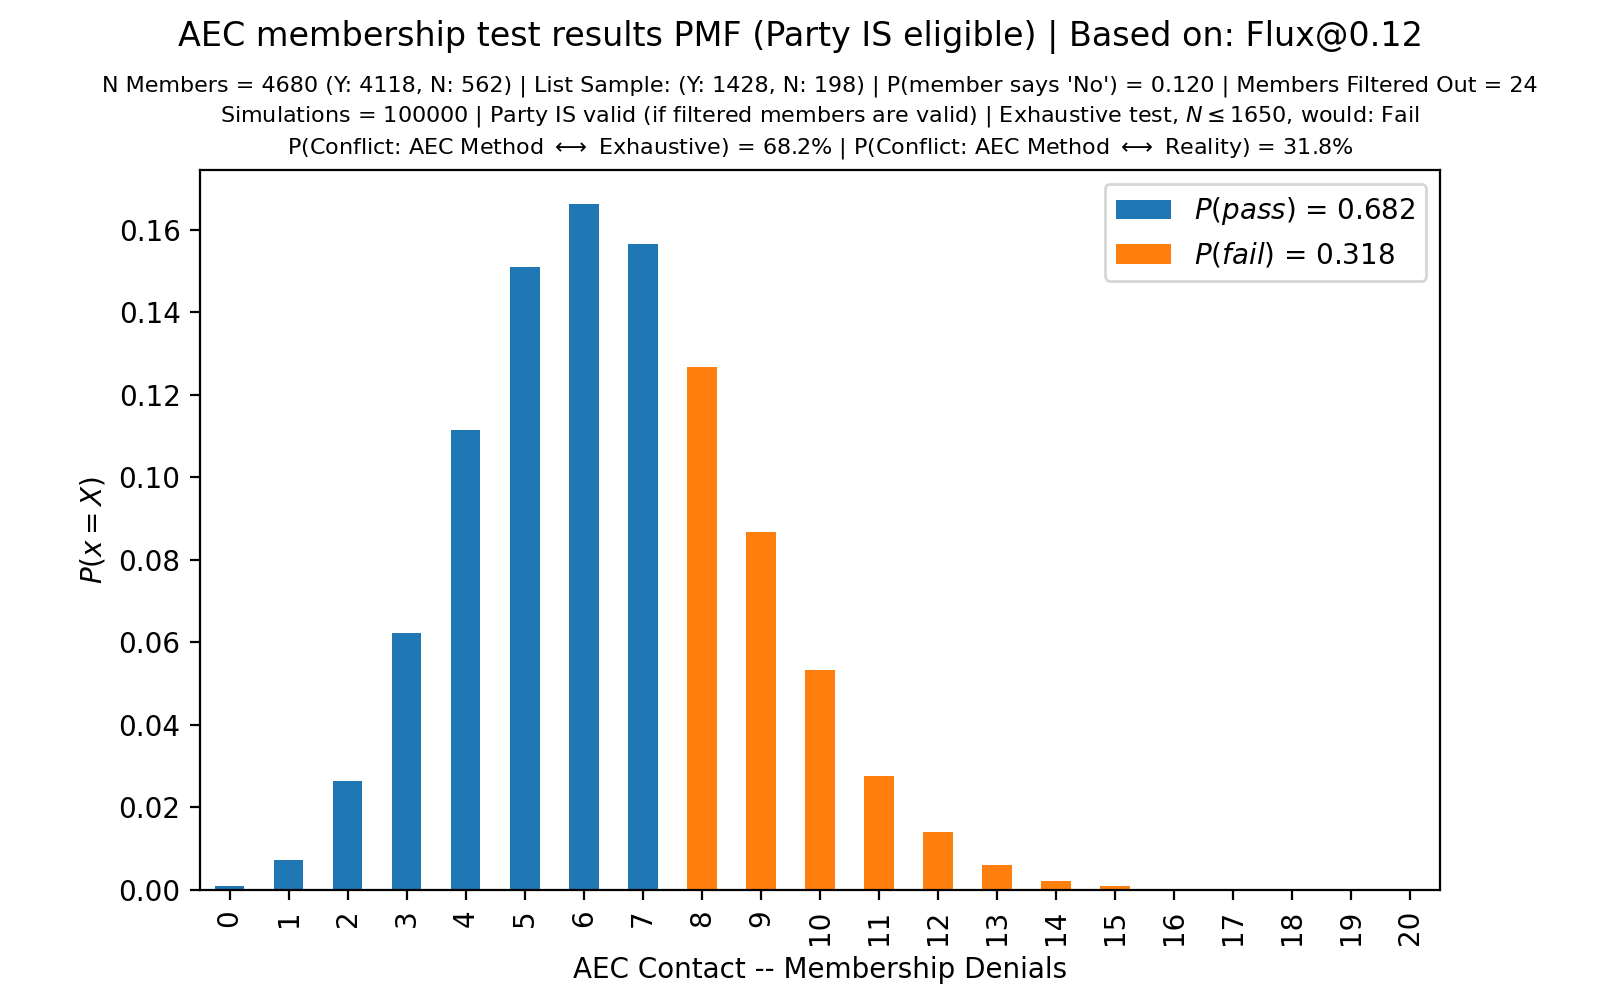 AEC membership test results PMF (Party IS eligible) | Based on: Flux@0.12
N Members = 4680 (Y: 4118, N: 562) | List Sample: (Y: 1428, N: 198) | P(member says 'No') = 0.120 | Members Filtered Out = 24
Simulations = 100000 | Party IS valid (if filtered members are valid) | Exhaustive test, N ≤ 1650, would: Fail
P(Conflict: AEC Method ⟷ Exhaustive) = 68.2% | P(Conflict: AEC Method ⟷ Reality) = 31.8%
P(pass) = 0.682
P(fail) = 0.318
0.16
0.14
0.12
0.10
0.08
0.06
0.04
0.02
0.00
P(x = X)
0 1 2 3 4 5 6 7 8 9 10 11 12 13 14 15 16 17 18 19 20
AEC Contact -- Membership Denials